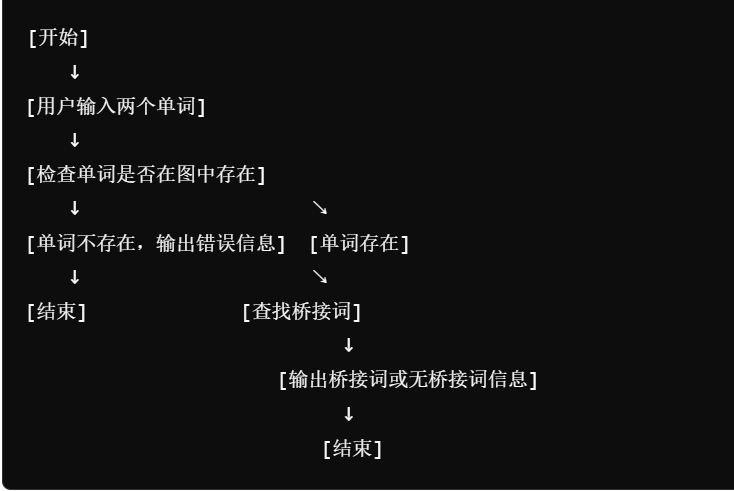 [开始]
↓
[用户输入两个单词]
↓
[检查单词是否在图中存在]
↓ ↘
[单词不存在，输出错误信息] [单词存在]
↓ ↘
[结束] [查找桥接词]
↓
[输出桥接词或无桥接词信息]
↓
[结束]